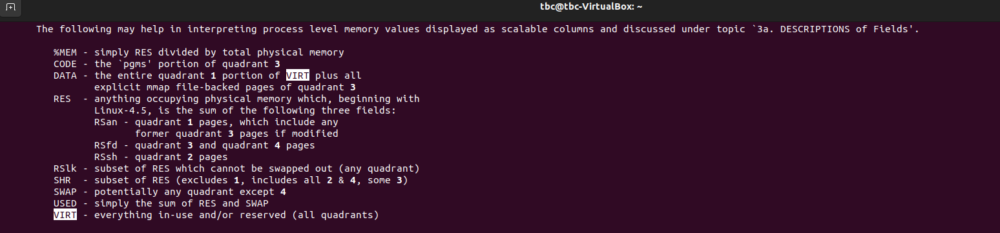 tbc@tbc-VirtualBox: ~
The following may help in interpreting process level memory values displayed as scalable columns and discussed under topic `3a. DESCRIPTIONS of Fields'.
%MEM - simply RES divided by total physical memory
CODE - the `pgms' portion of quadrant 3
DATA - the entire quadrant 1 portion of VIRT plus all
explicit mmap file-backed pages of quadrant 3
RES  - anything occupying physical memory which, beginning with
Linux-4.5, is the sum of the following three fields:
RSan - quadrant 1 pages, which include any
former quadrant 3 pages if modified
RSfd - quadrant 3 and quadrant 4 pages
RSsh - quadrant 2 pages
RSlk - subset of RES which cannot be swapped out (any quadrant)
SHR  - subset of RES (excludes 1, includes all 2 & 4, some 3)
SWAP - potentially any quadrant except 4
USED - simply the sum of RES and SWAP
VIRT - everything in-use and/or reserved (all quadrants)